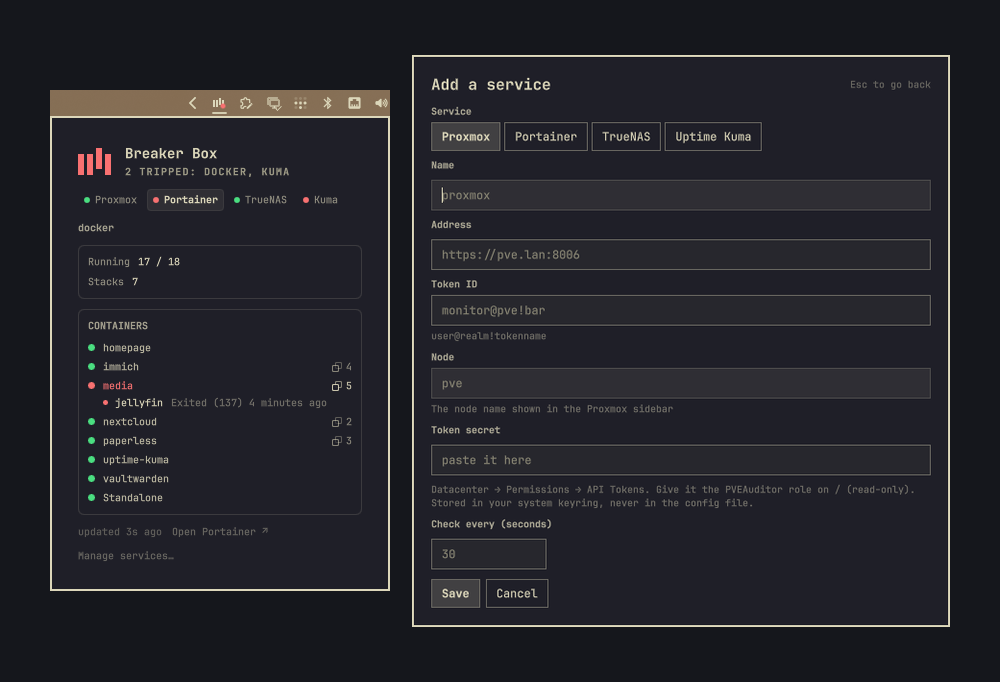 Breaker Box
2 TRIPPED: DOCKER, KUMA
Proxmox Portainer TrueNAS Kuma
docker
Running 17 / 18
Stacks 7
CONTAINERS
homepage
immich 4
media 5
jellyfin Exited (137) 4 minutes ago
nextcloud 2
paperless 3
uptime-kuma
vaultwarden
Standalone
updated 3s ago Open Portainer ↗
Manage services…
Add a service Esc to go back
Service
Proxmox Portainer TrueNAS Uptime Kuma
Name
proxmox
Address
https://pve.lan:8006
Token ID
monitor@pve!bar
user@realm!tokenname
Node
pve
The node name shown in the Proxmox sidebar
Token secret
paste it here
Datacenter → Permissions → API Tokens. Give it the PVEAuditor role on / (read-only).
Stored in your system keyring, never in the config file.
Check every (seconds)
30
Save Cancel